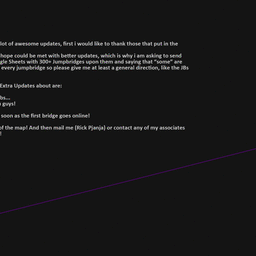 lot of awesome updates, first i would like to thank those that put in the
hope could be met with better updates, which is why i am asking to send
gle Sheets with 300+ Jumpbridges upon them and saying that "some" are
every jumpbridge so please give me at least a general direction, like the JBs
Extra Updates about are:
bs...
guys!
soon as the first bridge goes online!
of the map! And then mail me (Rick Pjanja) or contact any of my associates
!